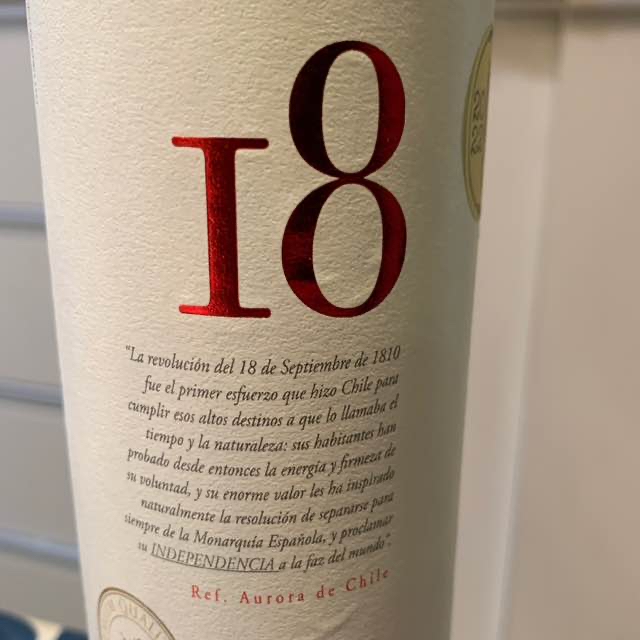 18
"La revolución del 18 de Septiembre de 1810
fue el primer esfuerzo que hizo Chile para
cumplir esos altos destinos a que lo llamaba el
tiempo y la naturaleza: sus habitantes han
probado desde entonces la energía y firmeza de
su voluntad, y su enorme valor les ha inspirado
naturalmente la resolución de separarse para
siempre de la Monarquía Española, y proclamar
su INDEPENDENCIA a la faz del mundo".
Ref. Aurora de Chile